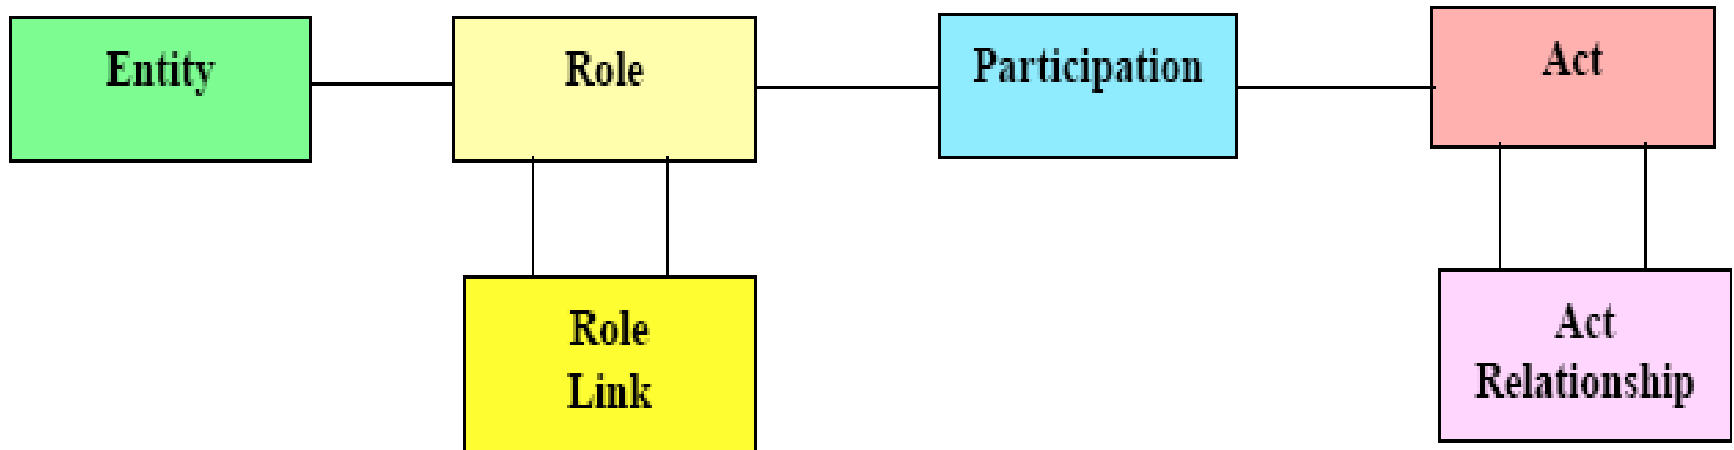 Entity
Role
Participation
Act
Role
Link
Act
Relationship